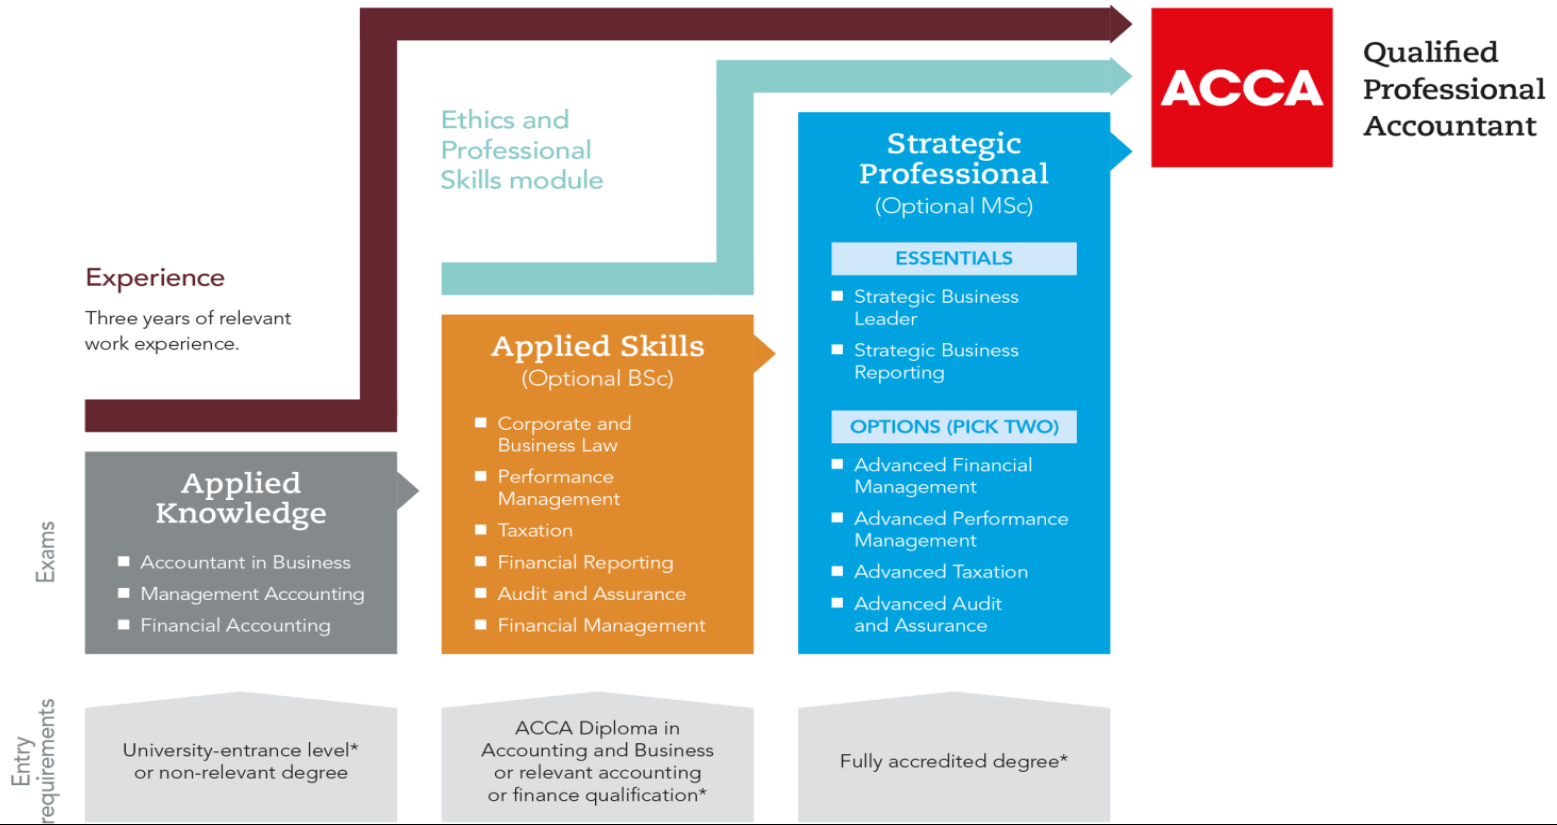 ACCA
Qualified
Professional
Accountant
Ethics and
Professional
Skills module
Strategic
Professional
(Optional MSc)
ESSENTIALS
Strategic Business
Leader
Strategic Business
Reporting
OPTIONS (PICK TWO)
Advanced Financial
Management
Advanced Performance
Management
Advanced Taxation
Advanced Audit
and Assurance
Experience
Three years of relevant
work experience.
Applied Skills
(Optional BSc)
Corporate and
Business Law
Performance
Management
Taxation
Financial Reporting
Audit and Assurance
Financial Management
Exams
Applied
Knowledge
Accountant in Business
Management Accounting
Financial Accounting
Entry
requirements
University-entrance level*
or non-relevant degree
ACCA Diploma in
Accounting and Business
or relevant accounting
or finance qualification*
Fully accredited degree*